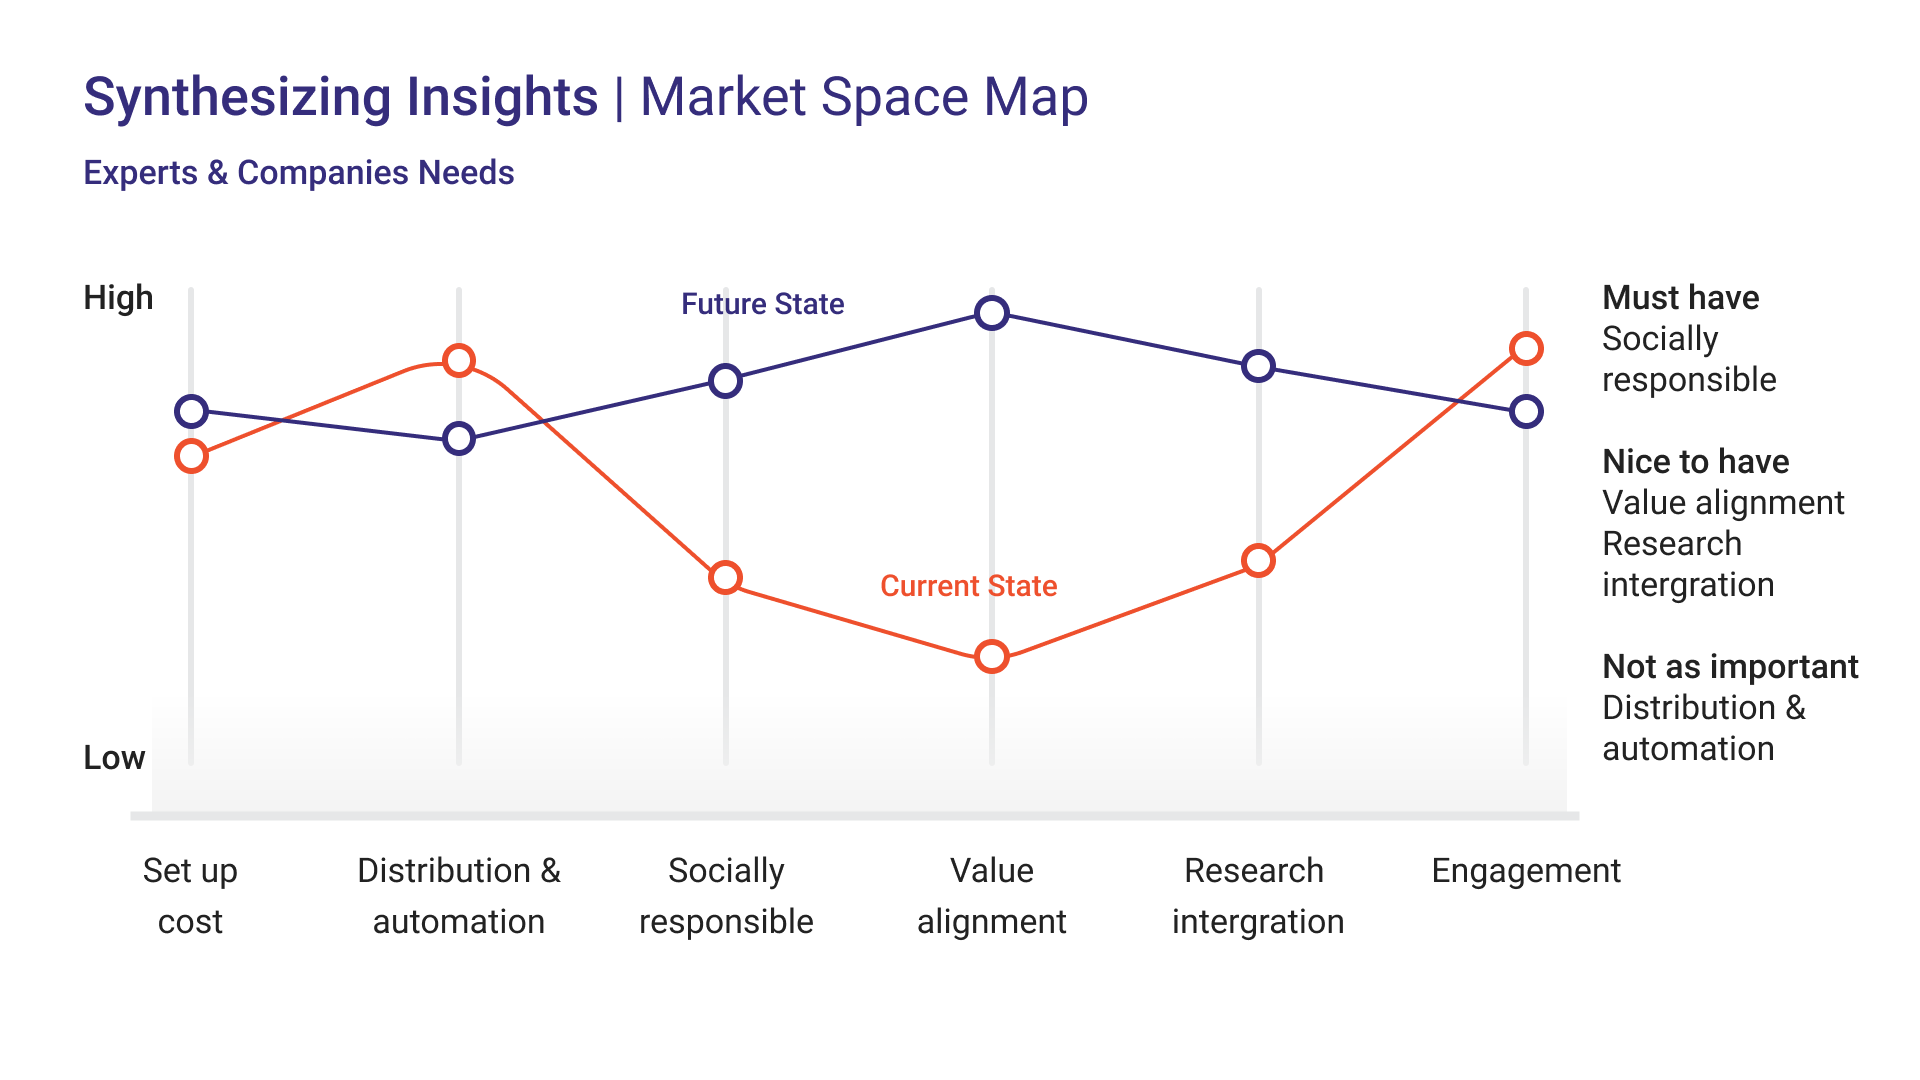 Synthesizing Insights | Market Space Map
Experts & Companies Needs
High
Future State
Current State
Low
Set up
cost
Distribution &
automation
Socially
responsible
Value
alignment
Research
intergration
Engagement
Must have
Socially
responsible
Nice to have
Value alignment
Research
intergration
Not as important
Distribution &
automation